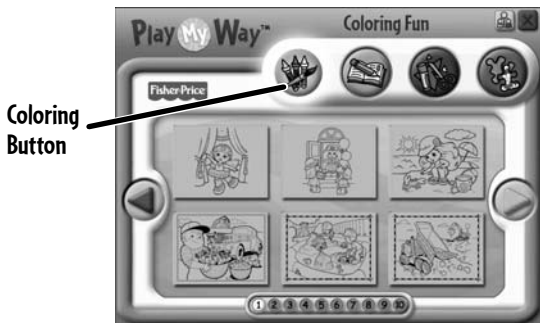 Play My Way™
Coloring Fun
Fisher-Price
Coloring
Button
1 2 3 4 5 6 7 8 9 10